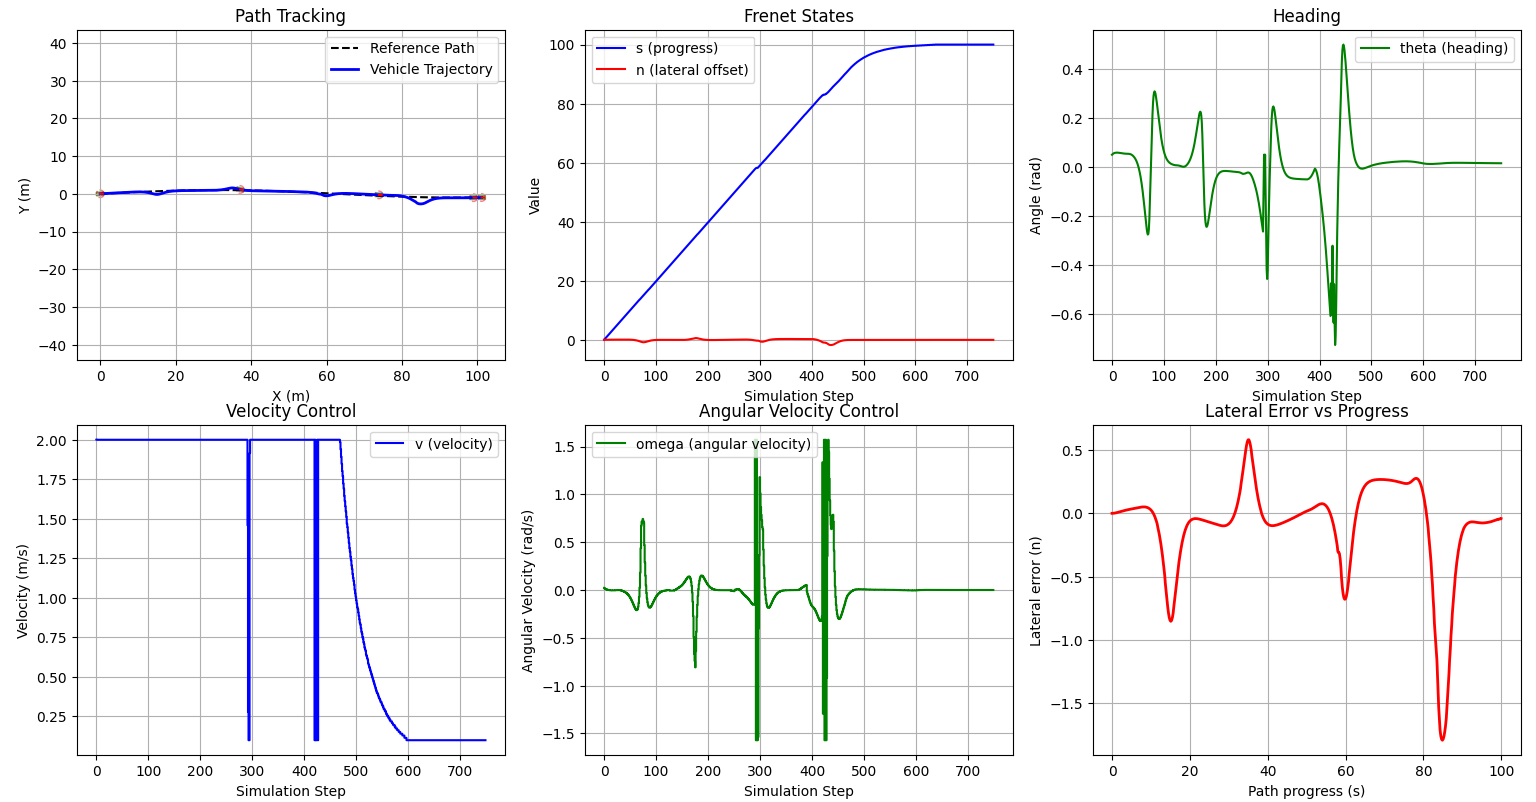 Path Tracking
Reference Path
Vehicle Trajectory
40
30
20
10
0
−10
−20
−30
−40
Y (m)
0 20 40 60 80 100
X (m)
Frenet States
s (progress)
n (lateral offset)
100
80
60
40
20
0
Value
0 100 200 300 400 500 600 700
Simulation Step
Heading
theta (heading)
0.4
0.2
0.0
−0.2
−0.4
−0.6
Angle (rad)
0 100 200 300 400 500 600 700
Simulation Step
Velocity Control
v (velocity)
2.00
1.75
1.50
1.25
1.00
0.75
0.50
0.25
Velocity (m/s)
0 100 200 300 400 500 600 700
Simulation Step
Angular Velocity Control
omega (angular velocity)
1.5
1.0
0.5
0.0
−0.5
−1.0
−1.5
Angular Velocity (rad/s)
0 100 200 300 400 500 600 700
Simulation Step
Lateral Error vs Progress
0.5
0.0
−0.5
−1.0
−1.5
Lateral error (n)
0 20 40 60 80 100
Path progress (s)